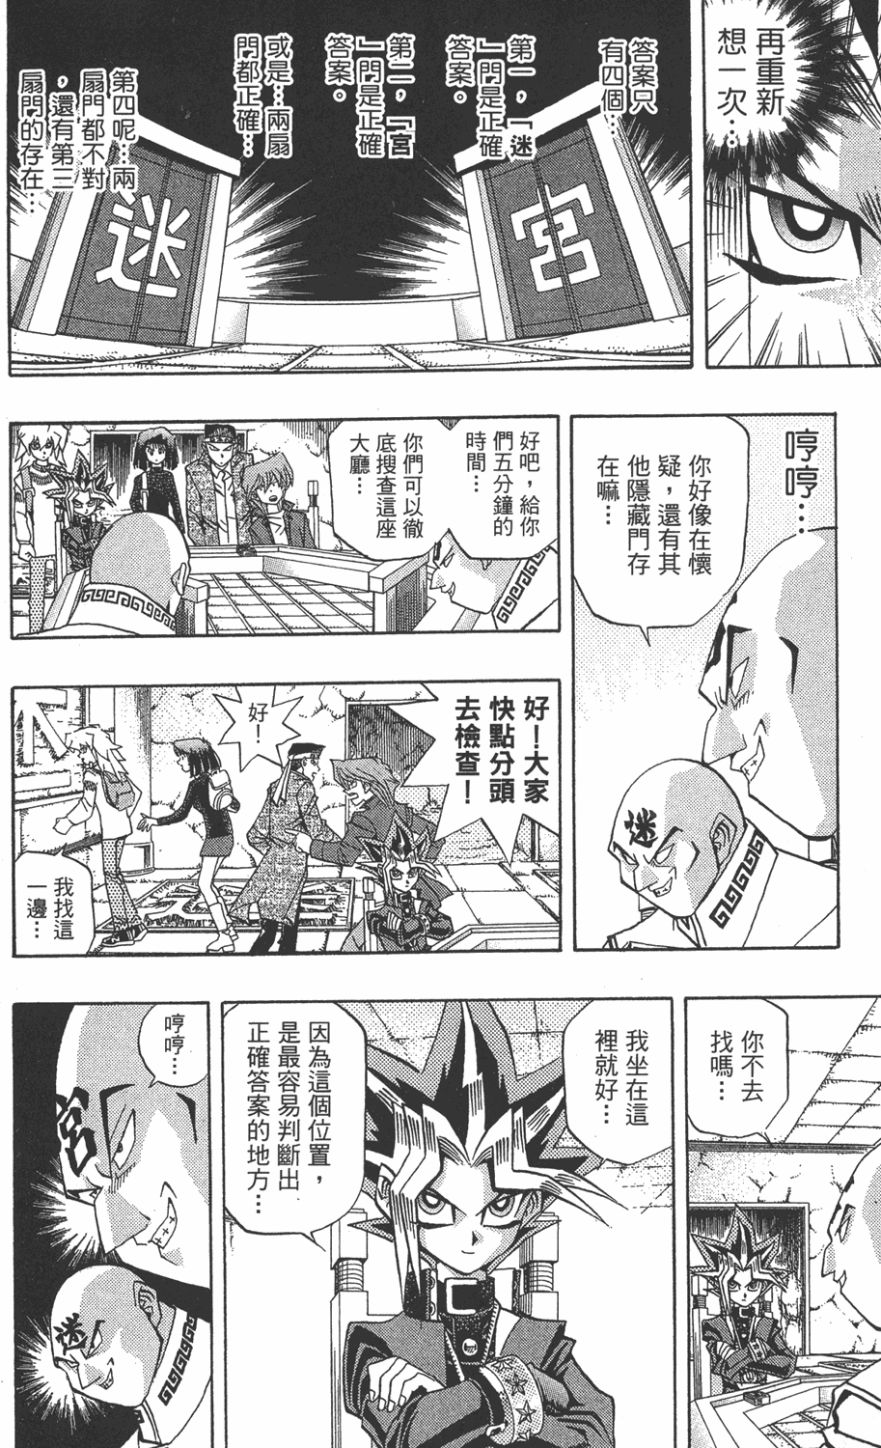 再重新
想一次…
答案只
有四個…
第一，「迷
」門是正確
答案。
第二，「宮
」門是正確
答案。
或是…兩扇
門都正確…
第四呢…兩
扇門都不對
，還有第三
扇門的存在…
宮
迷
哼哼…
你好像在懷
疑，還有其
他隱藏門存
在嘛…
迷
好吧，給你
們五分鐘的
時間…
你們可以徹
底搜查這座
大廳…
好！大家
快點分頭
去檢查！
好！
我找這
一邊…
你不去
找嗎…
我坐在這
裡就好…
因為這個位置，
是最容易判斷出
正確答案的地方…
哼哼…
宮
迷